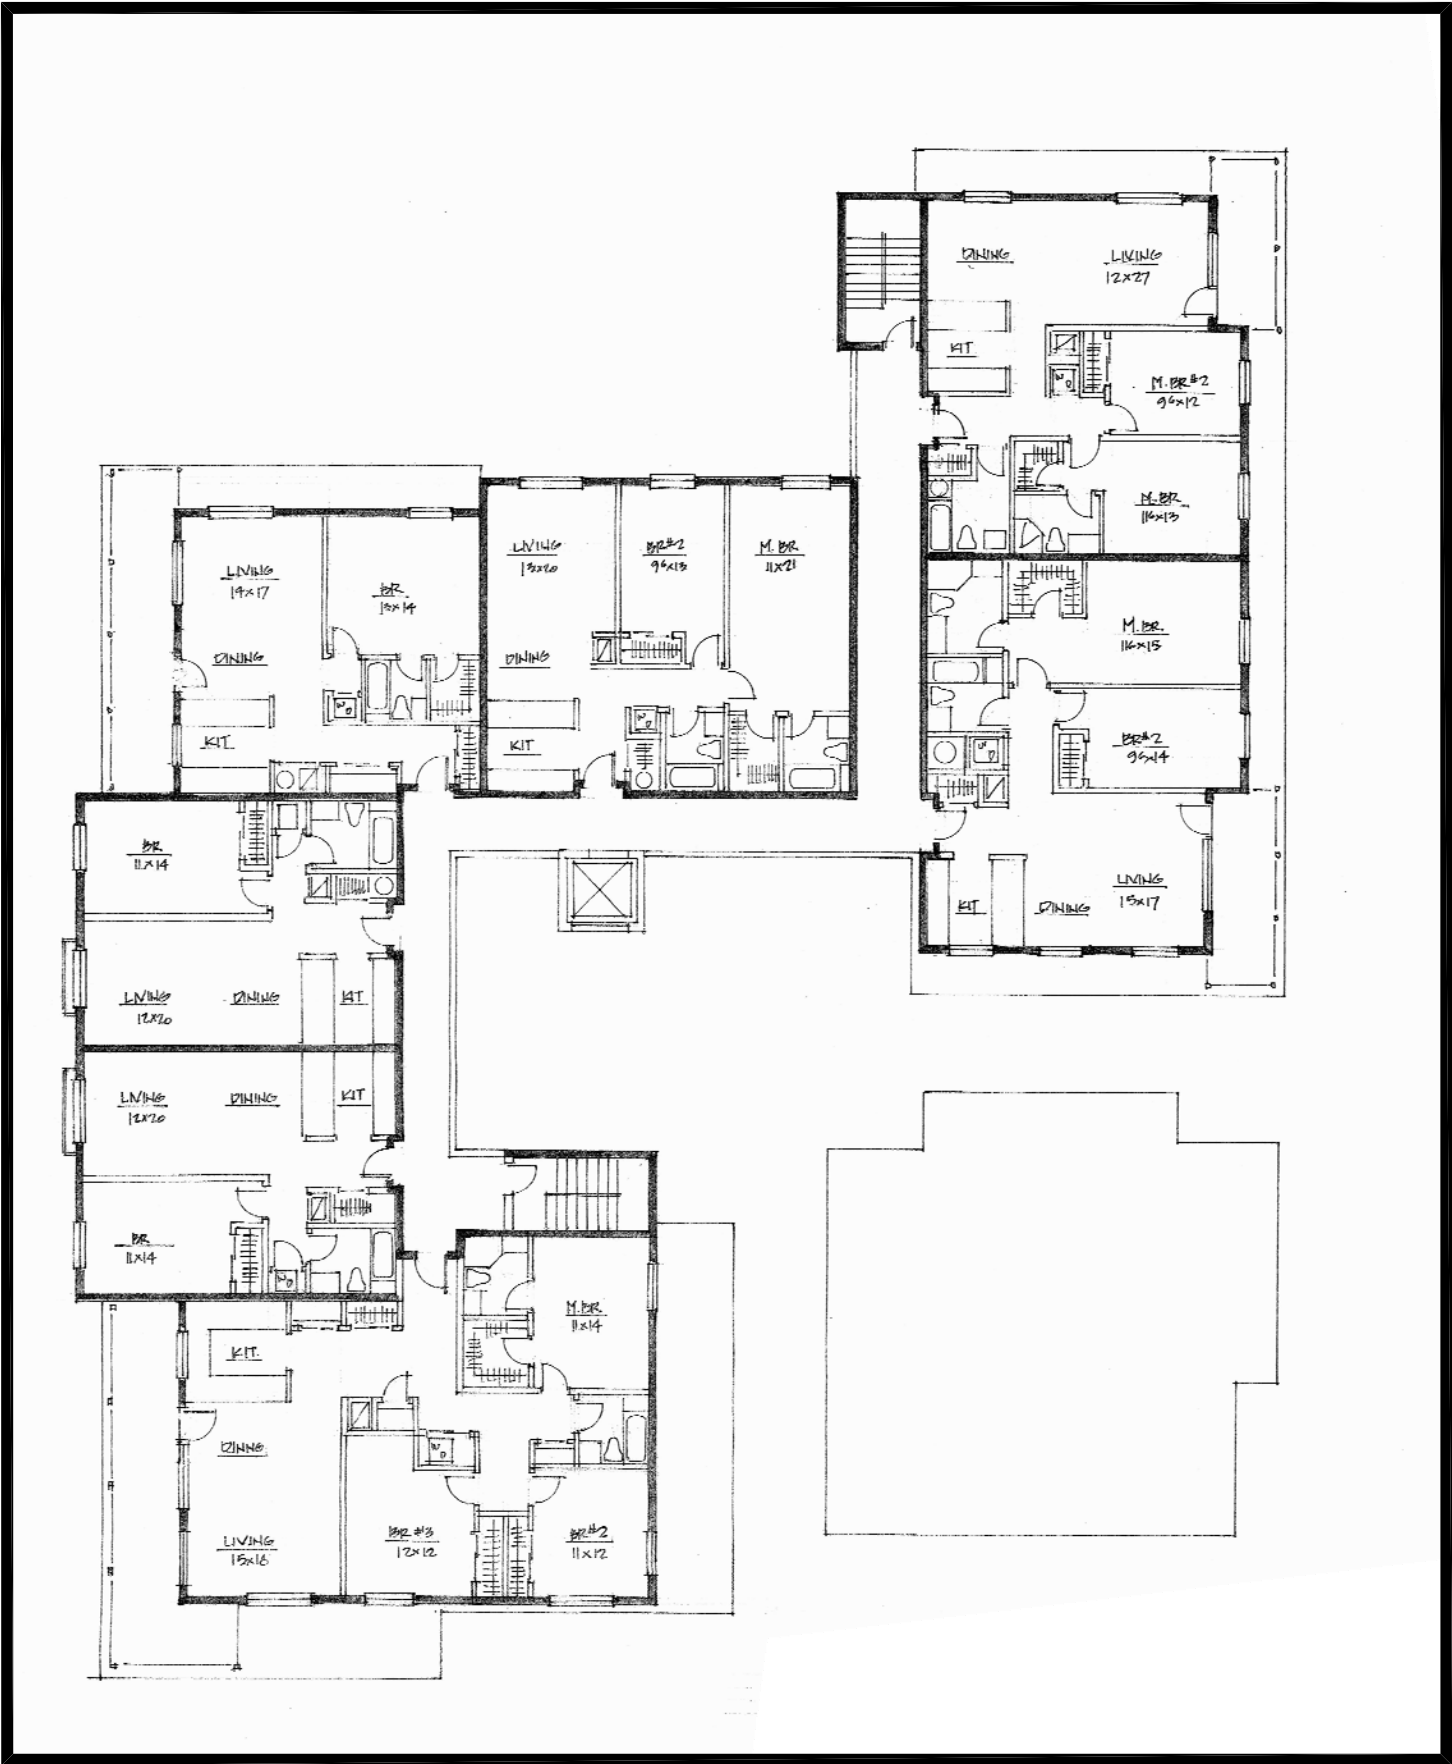 DINING
LIVING
12x27
KIT
M. BR#2
96x12
M. BR
116x13
LIVING
13x20
BR#2
96x13
M. BR
11x21
DINING
KIT
LIVING
14x17
BR
13x14
DINING
KIT
M. BR.
116x15
BR#2
96x14
LIVING
15x17
KIT
DINING
BR
11x14
LIVING
12x20
DINING
KIT
LIVING
12x20
DINING
KIT
BR
11x14
M. BR
11x14
KIT.
DINNG
LIVING
15x16
BR #3
12x12
BR#2
11x12